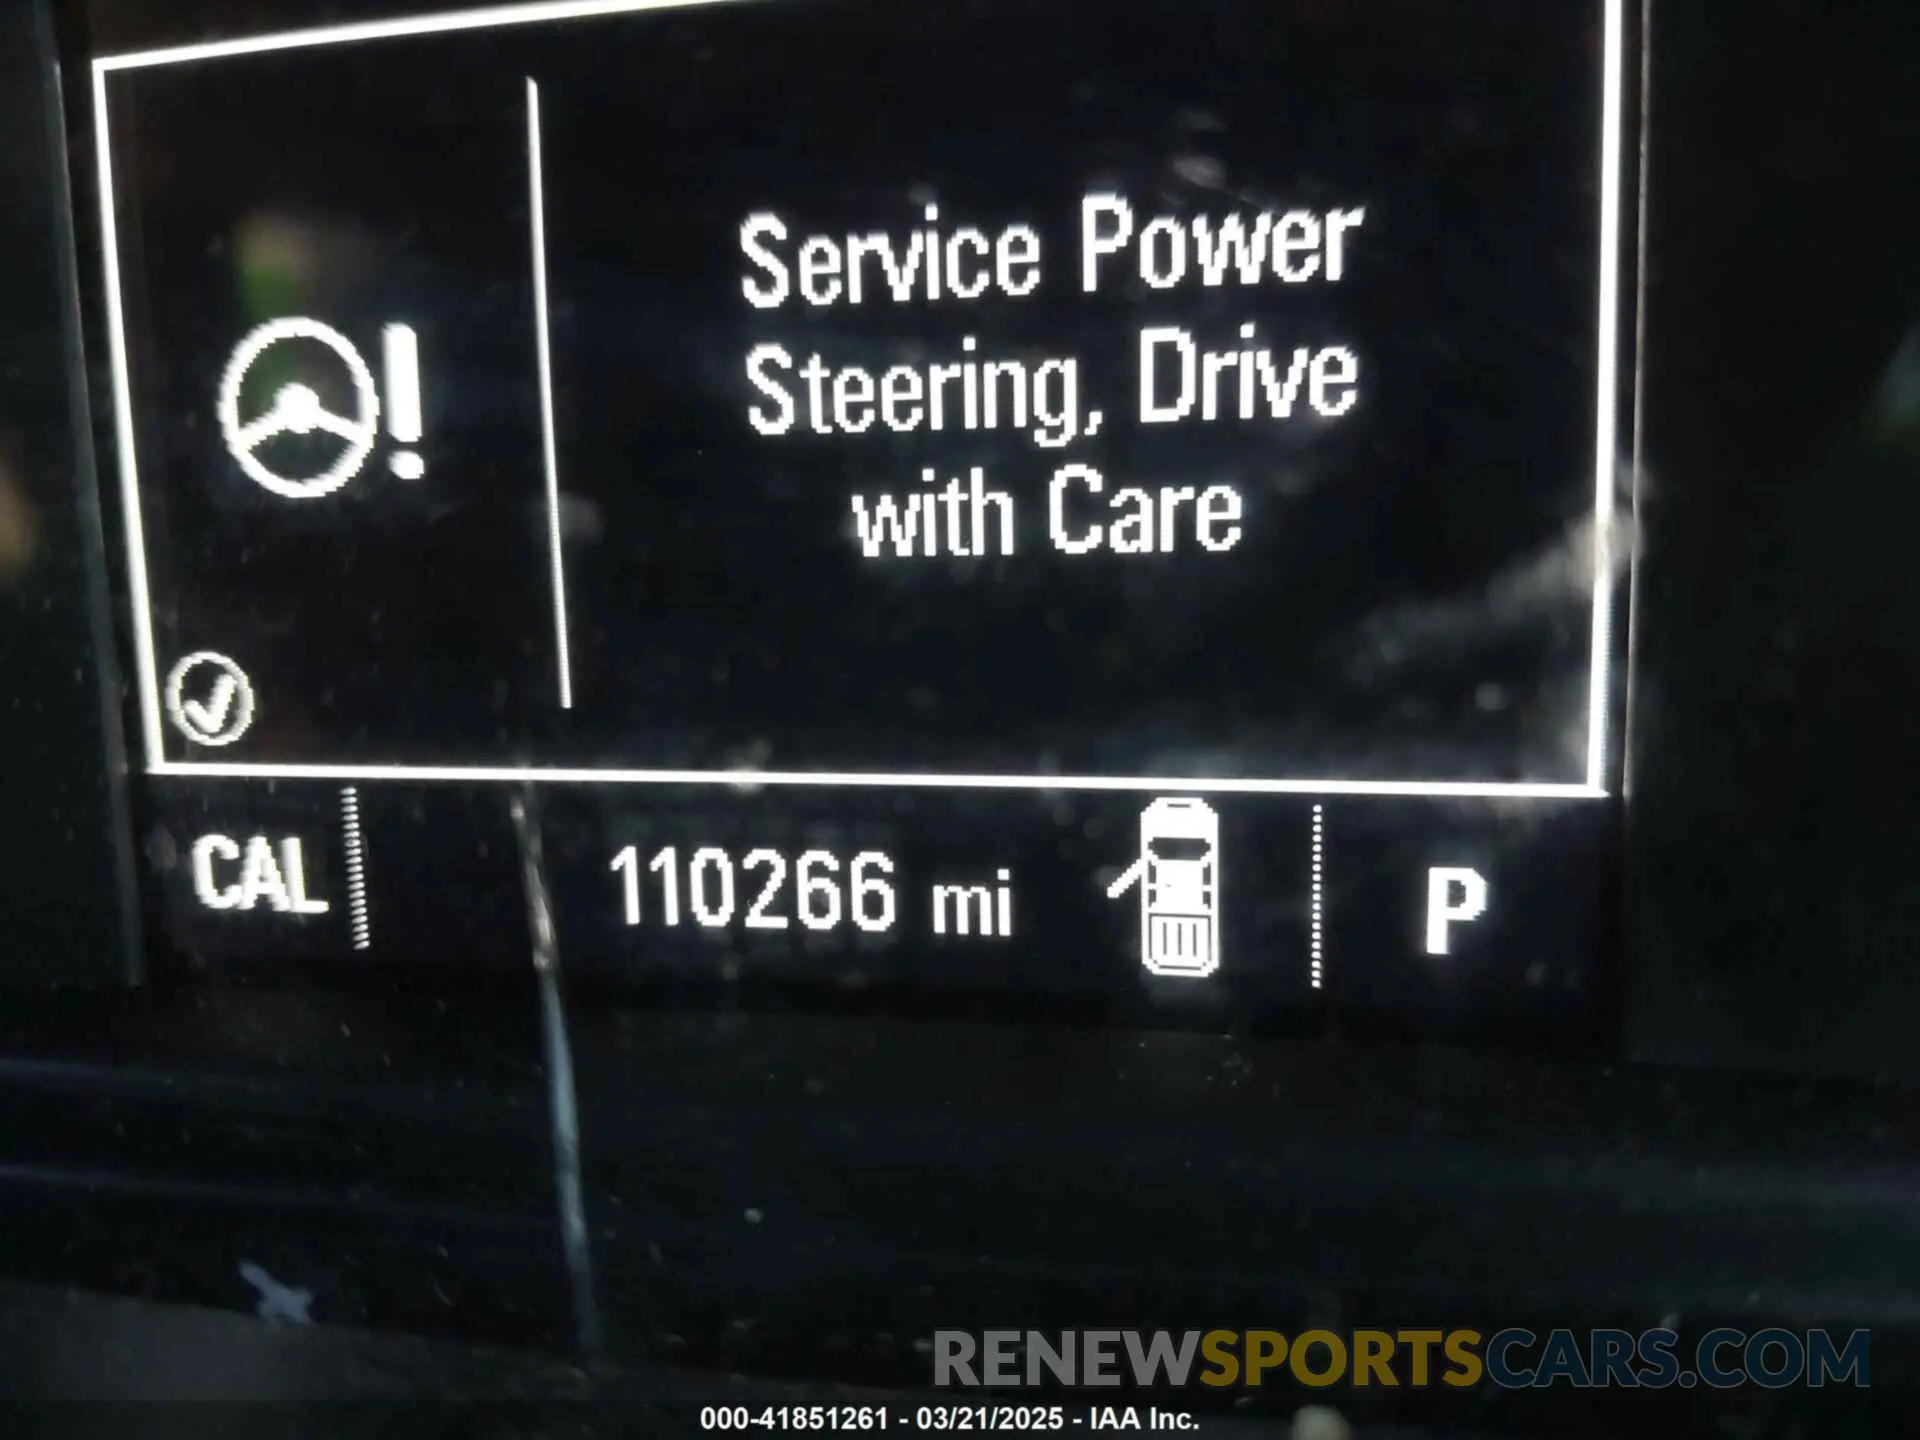 Service Power
Steering, Drive
with Care
CAL
110266 mi
P
RENEWSPORTSCARS.COM
000-41851261 - 03/21/2025 - IAA Inc.